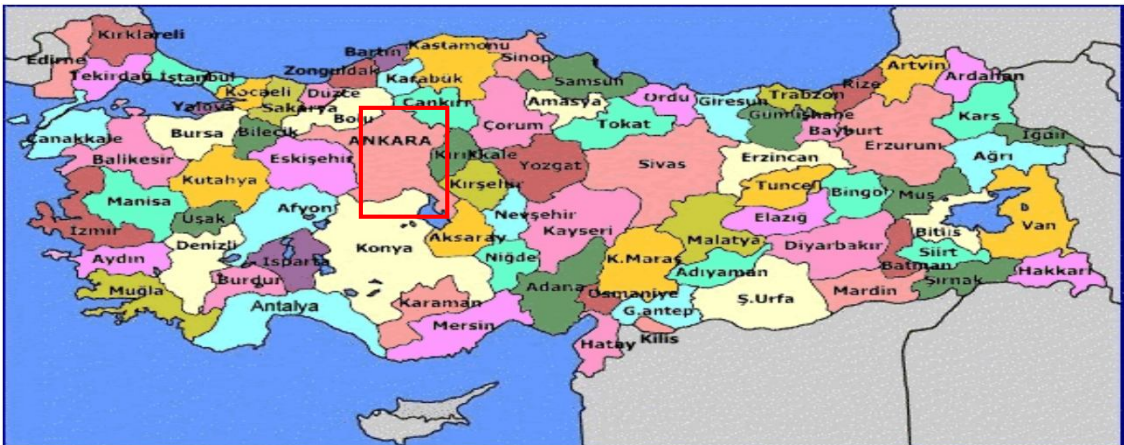 Kırklareli
Edirne
Tekirdağ
İstanbul
Kocaeli
Yalova
Sakarya
Düzce
Zonguldak
Bartın
Karabük
Kastamonu
Sinop
Samsun
Çankırı
Bolu
Amasya
Ordu
Giresun
Trabzon
Rize
Artvin
Ardahan
Gümüşhane
Bayburt
Kars
Iğdır
Çanakkale
Bursa
Bilecik
Balikesir
Eskişehir
ANKARA
Kırıkkale
Çorum
Tokat
Yozgat
Sivas
Erzincan
Erzurum
Ağrı
Kutahya
Manisa
Uşak
Afyon
Kırşehir
Nevşehir
Kayseri
Tunceli
Bingöl
Muş
Elazığ
Bitlis
Van
İzmir
Aydın
Denizli
Isparta
Burdur
Konya
Aksaray
Niğde
Malatya
K.Maraş
Adıyaman
Diyarbakır
Batman
Siirt
Şırnak
Hakkari
Muğla
Antalya
Karaman
Mersin
Adana
Osmaniye
G.antep
Ş.Urfa
Mardin
Hatay
Kilis